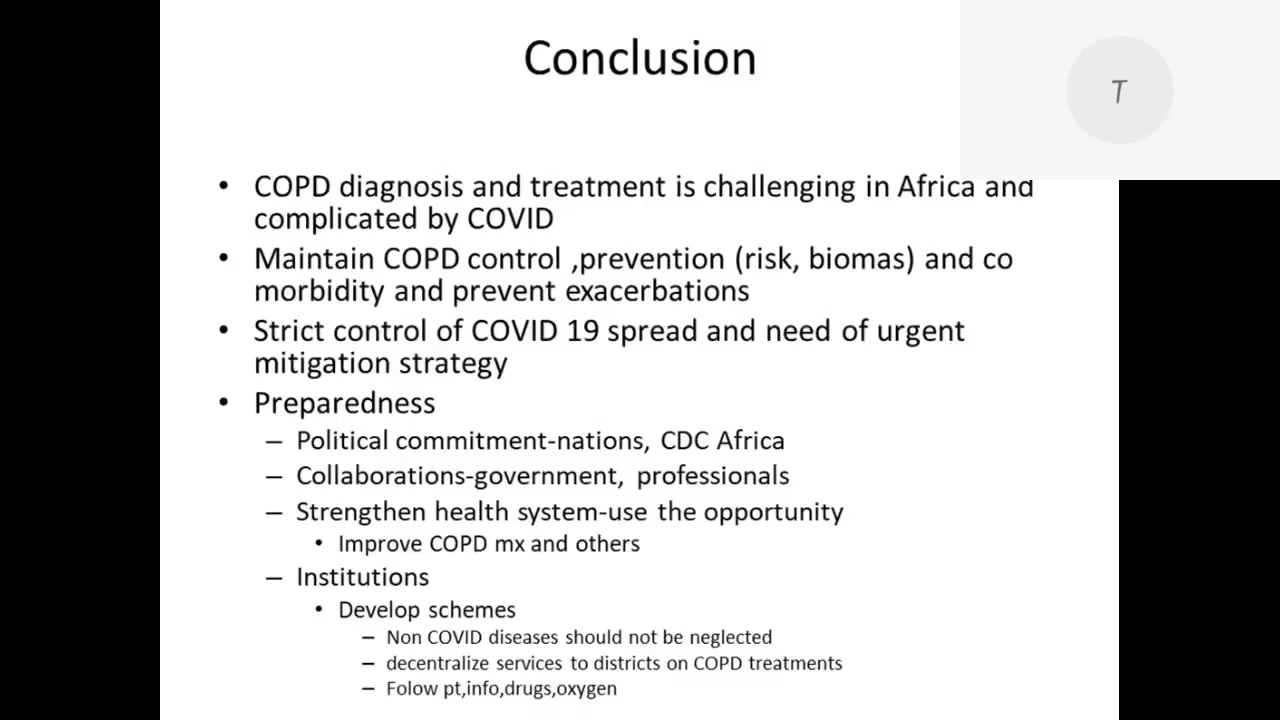 Conclusion
T
• COPD diagnosis and treatment is challenging in Africa and
complicated by COVID
• Maintain COPD control ,prevention (risk, biomas) and co
morbidity and prevent exacerbations
• Strict control of COVID 19 spread and need of urgent
mitigation strategy
• Preparedness
– Political commitment-nations, CDC Africa
– Collaborations-government, professionals
– Strengthen health system-use the opportunity
• Improve COPD mx and others
– Institutions
• Develop schemes
– Non COVID diseases should not be neglected
– decentralize services to districts on COPD treatments
– Folow pt,info,drugs,oxygen